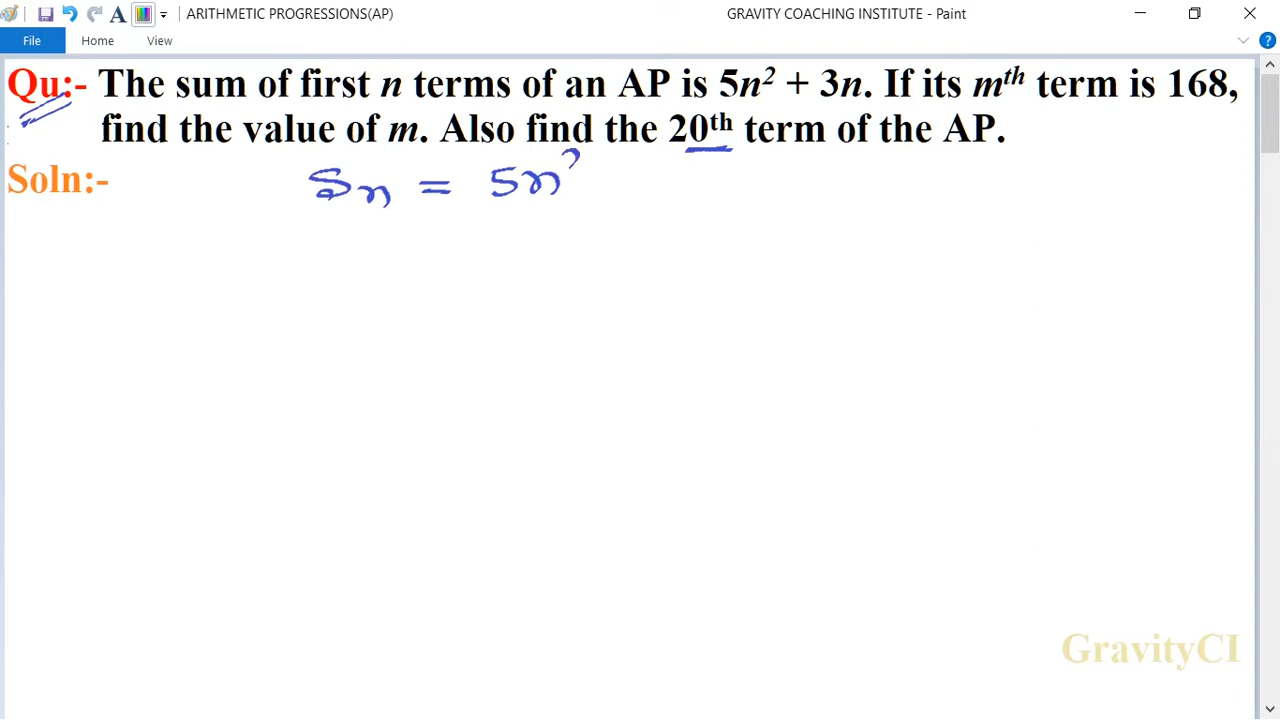 ARITHMETIC PROGRESSIONS(AP) GRAVITY COACHING INSTITUTE - Paint
File Home View
Qu:- The sum of first n terms of an AP is 5n² + 3n. If its mᵗʰ term is 168,
find the value of m. Also find the 20ᵗʰ term of the AP.
Soln:- Sn = 5n²
GravityCI